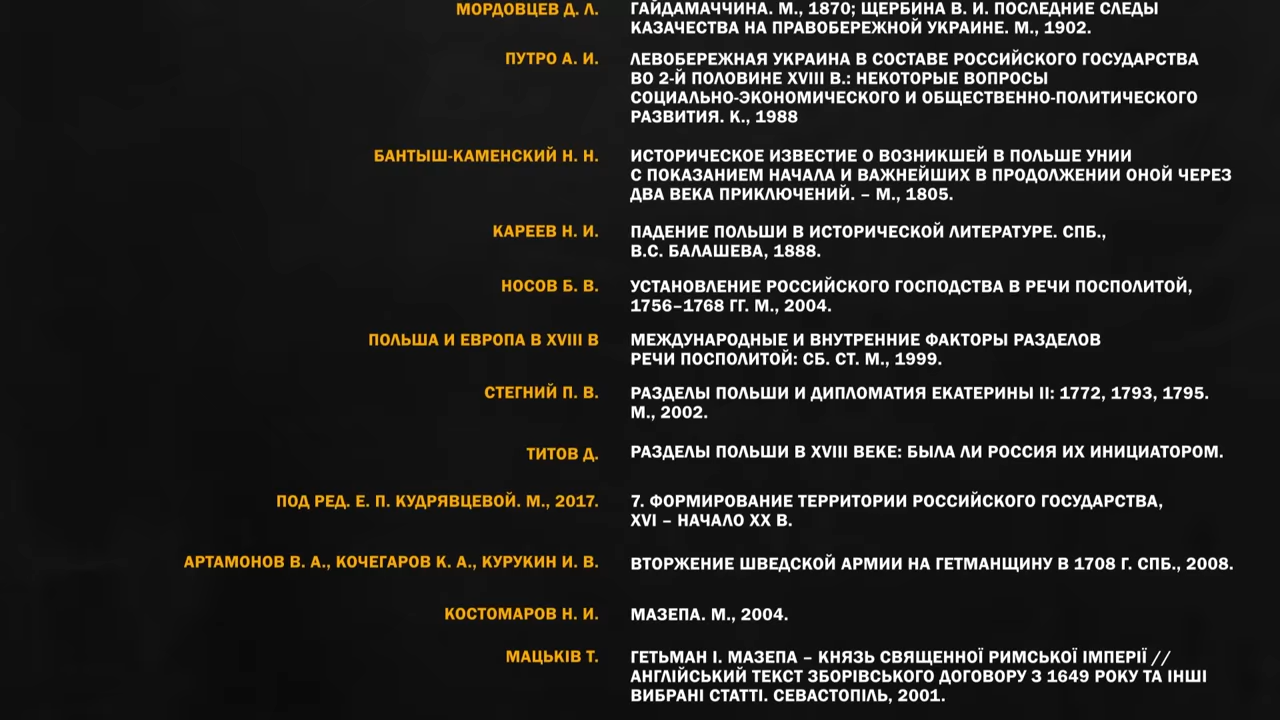 МОРДОВЦЕВ Д. Л.
ГАЙДАМАЧЧИНА. М., 1870; ЩЕРБИНА В. И. ПОСЛЕДНИЕ СЛЕДЫ
КАЗАЧЕСТВА НА ПРАВОБЕРЕЖНОЙ УКРАИНЕ. М., 1902.
ПУТРО А. И.
ЛЕВОБЕРЕЖНАЯ УКРАИНА В СОСТАВЕ РОССИЙСКОГО ГОСУДАРСТВА
ВО 2-Й ПОЛОВИНЕ XVIII В.: НЕКОТОРЫЕ ВОПРОСЫ
СОЦИАЛЬНО-ЭКОНОМИЧЕСКОГО И ОБЩЕСТВЕННО-ПОЛИТИЧЕСКОГО
РАЗВИТИЯ. К., 1988
БАНТЫШ-КАМЕНСКИЙ Н. Н.
ИСТОРИЧЕСКОЕ ИЗВЕСТИЕ О ВОЗНИКШЕЙ В ПОЛЬШЕ УНИИ
С ПОКАЗАНИЕМ НАЧАЛА И ВАЖНЕЙШИХ В ПРОДОЛЖЕНИИ ОНОЙ ЧЕРЕЗ
ДВА ВЕКА ПРИКЛЮЧЕНИЙ. – М., 1805.
КАРЕЕВ Н. И.
ПАДЕНИЕ ПОЛЬШИ В ИСТОРИЧЕСКОЙ ЛИТЕРАТУРЕ. СПБ.,
В.С. БАЛАШЕВА, 1888.
НОСОВ Б. В.
УСТАНОВЛЕНИЕ РОССИЙСКОГО ГОСПОДСТВА В РЕЧИ ПОСПОЛИТОЙ,
1756–1768 ГГ. М., 2004.
ПОЛЬША И ЕВРОПА В XVIII В
МЕЖДУНАРОДНЫЕ И ВНУТРЕННИЕ ФАКТОРЫ РАЗДЕЛОВ
РЕЧИ ПОСПОЛИТОЙ: СБ. СТ. М., 1999.
СТЕГНИЙ П. В.
РАЗДЕЛЫ ПОЛЬШИ И ДИПЛОМАТИЯ ЕКАТЕРИНЫ II: 1772, 1793, 1795.
М., 2002.
ТИТОВ Д.
РАЗДЕЛЫ ПОЛЬШИ В XVIII ВЕКЕ: БЫЛА ЛИ РОССИЯ ИХ ИНИЦИАТОРОМ.
ПОД РЕД. Е. П. КУДРЯВЦЕВОЙ. М., 2017.
7. ФОРМИРОВАНИЕ ТЕРРИТОРИИ РОССИЙСКОГО ГОСУДАРСТВА,
XVI – НАЧАЛО XX В.
АРТАМОНОВ В. А., КОЧЕГАРОВ К. А., КУРУКИН И. В.
ВТОРЖЕНИЕ ШВЕДСКОЙ АРМИИ НА ГЕТМАНЩИНУ В 1708 Г. СПБ., 2008.
КОСТОМАРОВ Н. И.
МАЗЕПА. М., 2004.
МАЦЬКІВ Т.
ГЕТЬМАН І. МАЗЕПА – КНЯЗЬ СВЯЩЕННОЇ РИМСЬКОЇ ІМПЕРІЇ //
АНГЛІЙСЬКИЙ ТЕКСТ ЗБОРІВСЬКОГО ДОГОВОРУ З 1649 РОКУ ТА ІНШІ
ВИБРАНІ СТАТТІ. СЕВАСТОПІЛЬ, 2001.